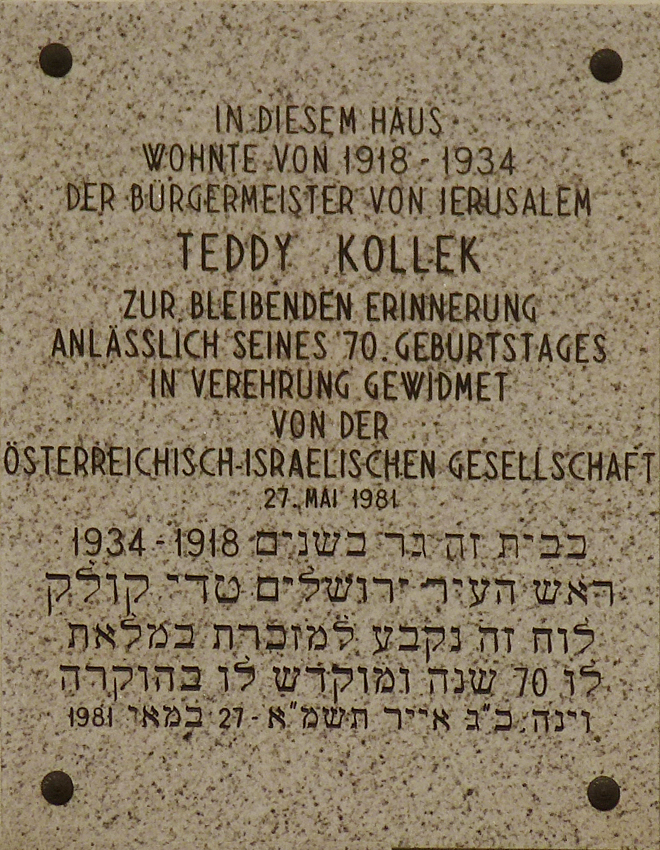 IN DIESEM HAUS
WOHNTE VON 1918 - 1934
DER BÜRGERMEISTER VON JERUSALEM
TEDDY KOLLEK
ZUR BLEIBENDEN ERINNERUNG
ANLÄSSLICH SEINES 70. GEBURTSTAGES
IN VEREHRUNG GEWIDMET
VON DER
ÖSTERREICHISCH-ISRAELISCHEN GESELLSCHAFT
27. MAI 1981
בבית זה גר בשנים 1918 - 1934
ראש העיר ירושלים טדי קולק
לוח זה נקבע למזכרת במלאת
לו 70 שנה ומוקדש לו בהוקרה
וינה. כ"ג אייר תשמ"א - 27 במאי 1981